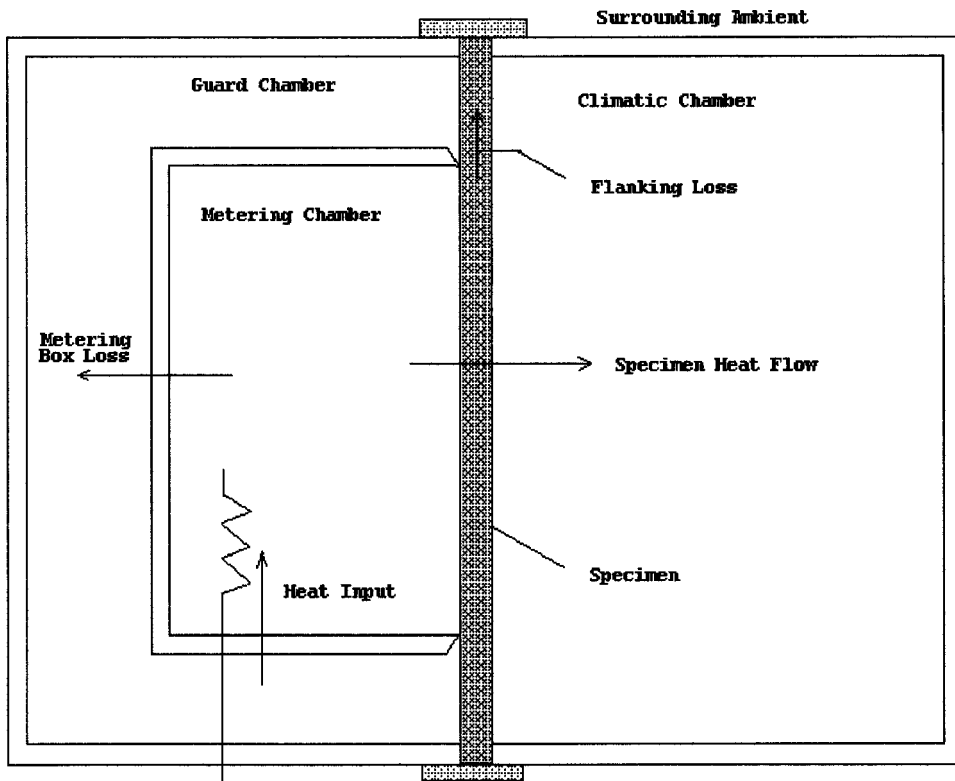 Surrounding Ambient
Guard Chamber
Climatic Chamber
Flanking Loss
Metering Chamber
Metering
Box Loss
Specimen Heat Flow
Specimen
Heat Input